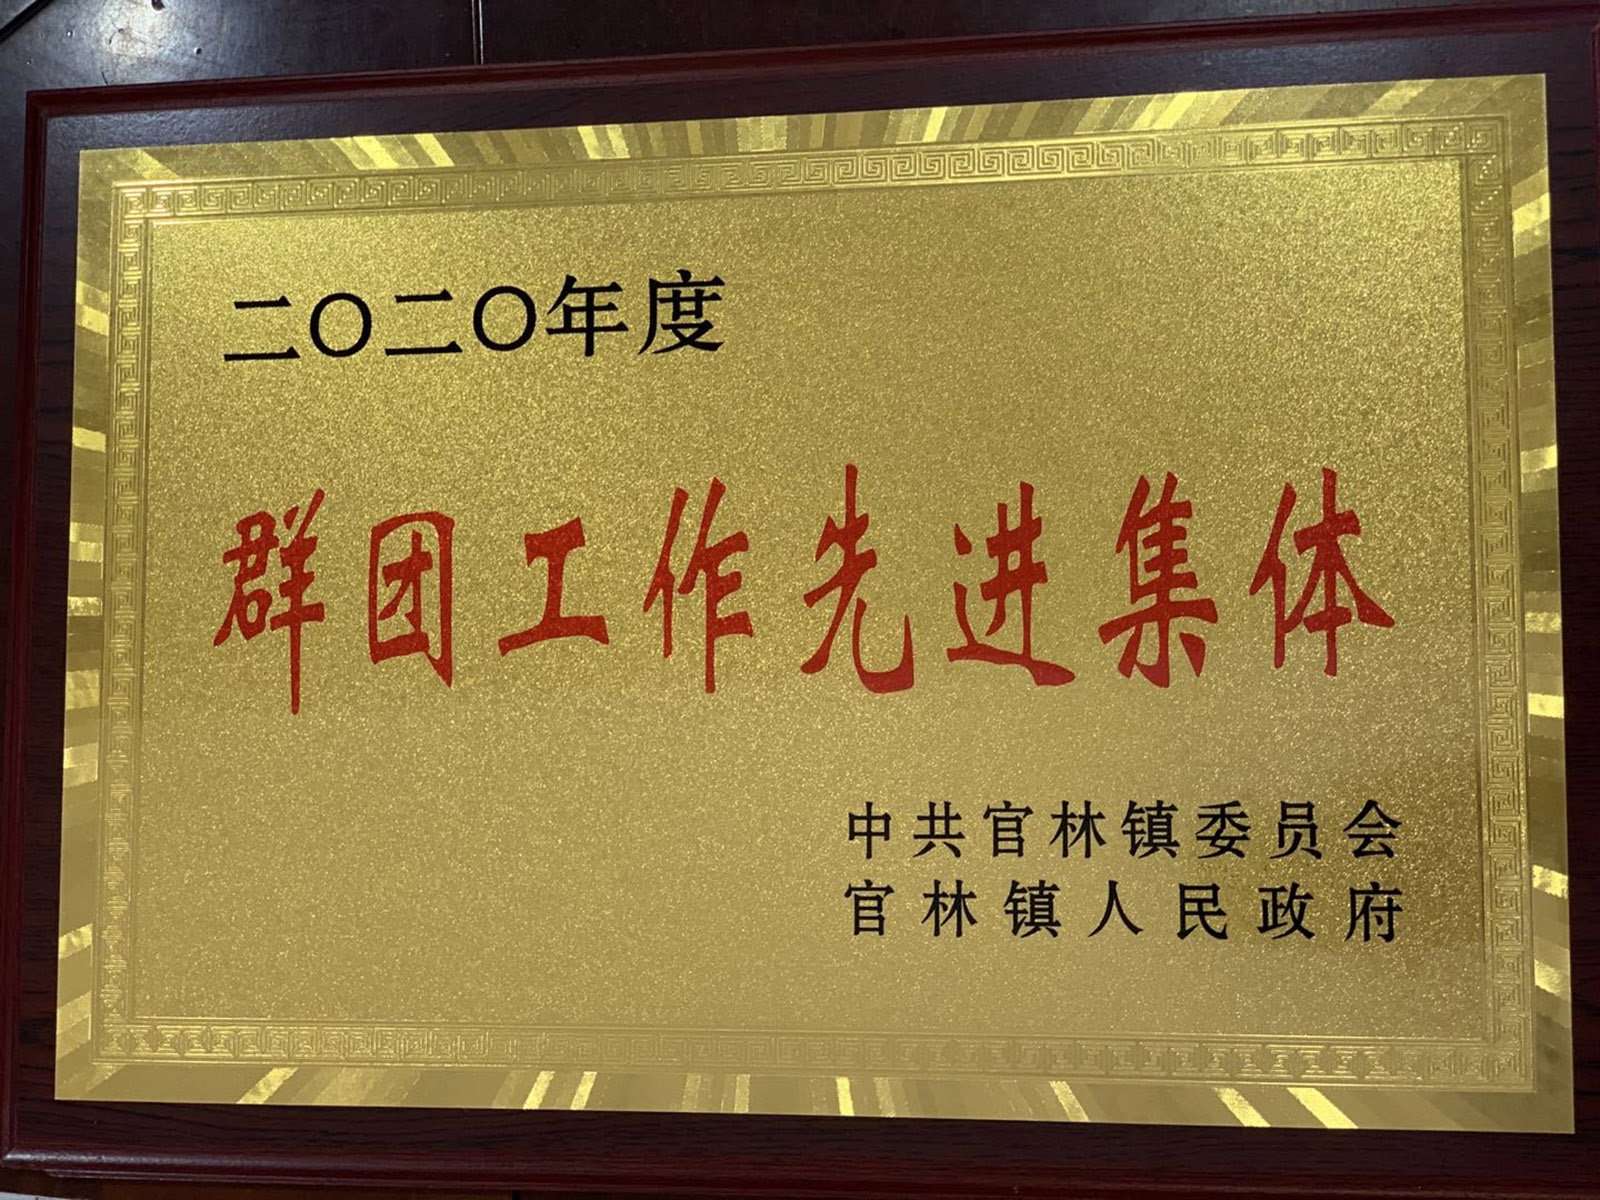 二〇二〇年度
群团工作先进集体
中共官林镇委员会
官林镇人民政府